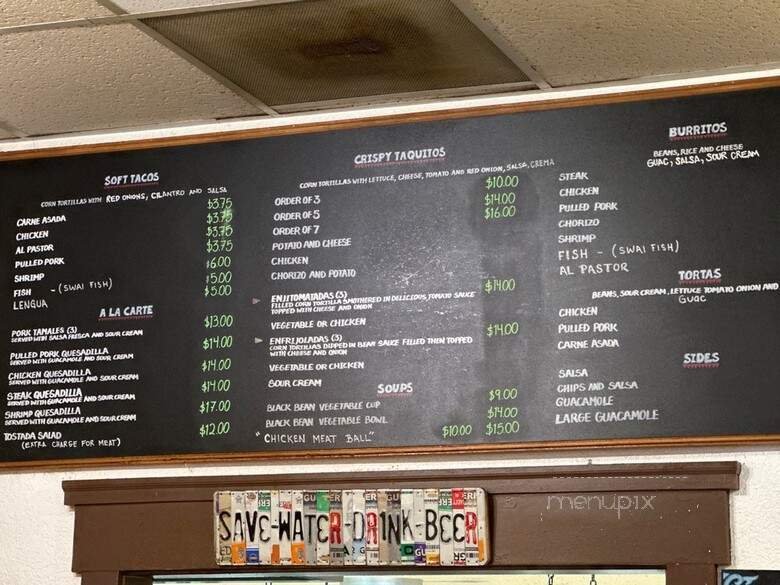 SOFT TACOS
CORN TORTILLAS WITH RED ONIONS, CILANTRO AND SALSA
CARNE ASADA $3.75
CHICKEN $3.75
AL PASTOR $3.75
PULLED PORK $3.75
SHRIMP $6.00
FISH - (SWAI FISH) $5.00
LENGUA $5.00
A LA CARTE
PORK TAMALES (3) $13.00
SERVED WITH SALSA FRESCA AND SOUR CREAM
PULLED PORK QUESADILLA $14.00
SERVED WITH GUACAMOLE AND SOUR CREAM
CHICKEN QUESADILLA $14.00
SERVED WITH GUACAMOLE AND SOUR CREAM
STEAK QUESADILLA $14.00
SERVED WITH GUACAMOLE AND SOUR CREAM
SHRIMP QUESADILLA $17.00
SERVED WITH GUACAMOLE AND SOUR CREAM
TOSTADA SALAD $12.00
(EXTRA CHARGE FOR MEAT)
CRISPY TAQUITOS
CORN TORTILLAS WITH LETTUCE, CHEESE, TOMATO AND RED ONION, SALSA, CREMA
ORDER OF 3 $10.00
ORDER OF 5 $14.00
ORDER OF 7 $16.00
POTATO AND CHEESE
CHICKEN
CHORIZO AND POTATO
ENJITOMATADAS (3) $14.00
FILLED CORN TORTILLA SMOTHERED IN DELICIOUS TOMATO SAUCE
TOPPED WITH CHEESE AND ONION
VEGETABLE OR CHICKEN
ENFRIJOLADAS (3) $14.00
CORN TORTILLAS DIPPED IN BEAN SAUCE FILLED THEN TOPPED
WITH CHEESE AND ONION
VEGETABLE OR CHICKEN
SOUR CREAM
SOUPS
BLACK BEAN VEGETABLE CUP $9.00
BLACK BEAN VEGETABLE BOWL $14.00
"CHICKEN MEAT BALL" $10.00 $15.00
BURRITOS
BEANS, RICE AND CHEESE
GUAC, SALSA, SOUR CREAM
STEAK
CHICKEN
PULLED PORK
CHORIZO
SHRIMP
FISH - (SWAI FISH)
AL PASTOR
TORTAS
BEANS, SOUR CREAM, LETTUCE TOMATO ONION AND
GUAC
CHICKEN
PULLED PORK
CARNE ASADA
SIDES
SALSA
CHIPS AND SALSA
GUACAMOLE
LARGE GUACAMOLE
SAVE-WATER-DRINK-BEER
menupix